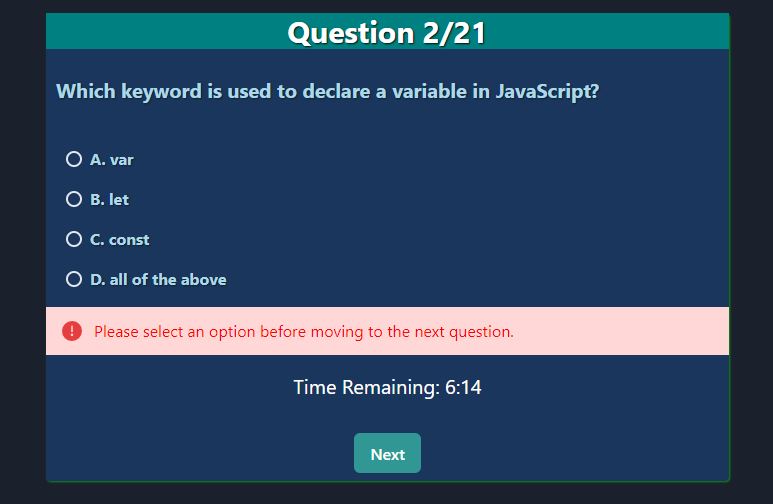 Question 2/21
Which keyword is used to declare a variable in JavaScript?
A. var
B. let
C. const
D. all of the above
! Please select an option before moving to the next question.
Time Remaining: 6:14
Next